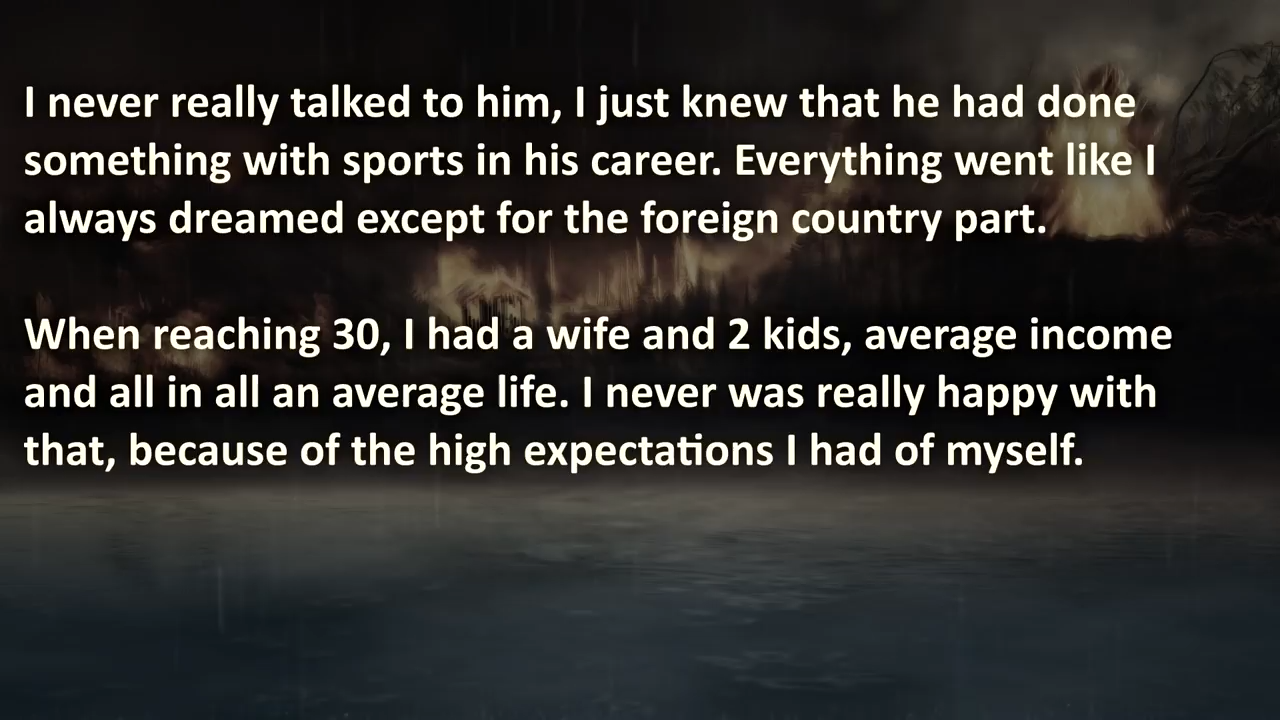 I never really talked to him, I just knew that he had done
something with sports in his career. Everything went like I
always dreamed except for the foreign country part.
When reaching 30, I had a wife and 2 kids, average income
and all in all an average life. I never was really happy with
that, because of the high expectations I had of myself.